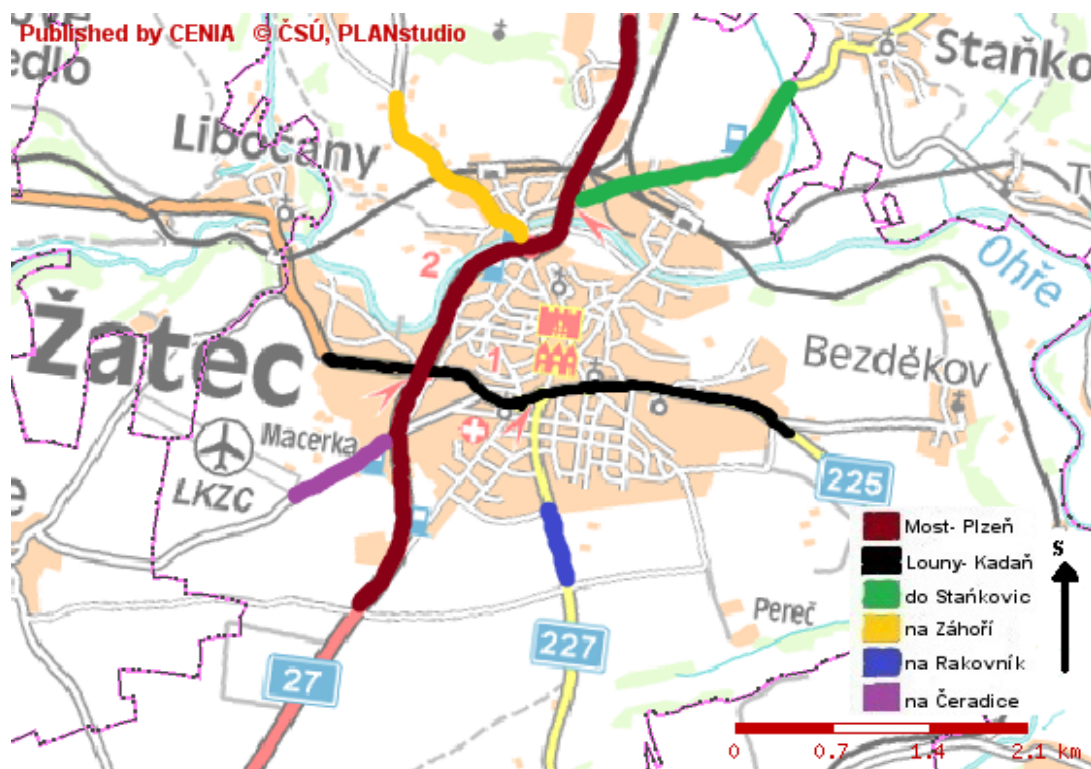 Published by CENIA © ČSÚ, PLANstudio
Staňko
edlo
Libočany
2
Ohře
Žatec
1
Bezděkov
Macerka
LKZC
225
Most- Plzeň
Louny- Kadaň
do Staňkovic
na Záhoří
na Rakovník
na Čeradice
S
Pereč
227
27
0 0.7 1.4 2.1 km